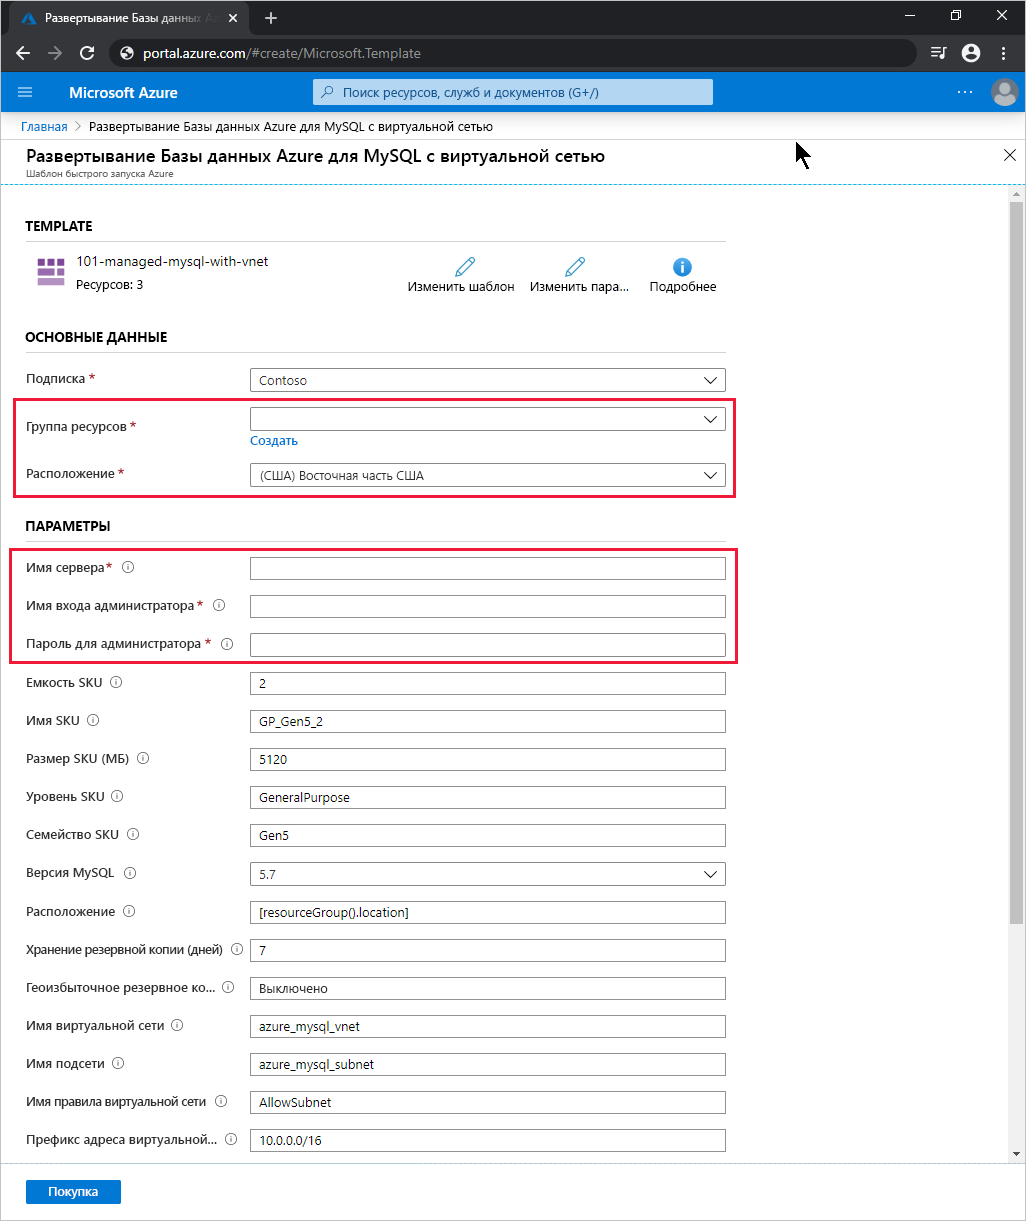 Развертывание Базы данных Az
portal.azure.com/#create/Microsoft.Template
Microsoft Azure
Поиск ресурсов, служб и документов (G+/)
Главная > Развертывание Базы данных Azure для MySQL с виртуальной сетью
Развертывание Базы данных Azure для MySQL с виртуальной сетью
Шаблон быстрого запуска Azure
TEMPLATE
101-managed-mysql-with-vnet
Ресурсов: 3
Изменить шаблон
Изменить пара...
Подробнее
ОСНОВНЫЕ ДАННЫЕ
Подписка * Contoso
Группа ресурсов *
Создать
Расположение * (США) Восточная часть США
ПАРАМЕТРЫ
Имя сервера*
Имя входа администратора *
Пароль для администратора *
Емкость SKU 2
Имя SKU GP_Gen5_2
Размер SKU (МБ) 5120
Уровень SKU GeneralPurpose
Семейство SKU Gen5
Версия MySQL 5.7
Расположение [resourceGroup().location]
Хранение резервной копии (дней) 7
Геоизбыточное резервное ко... Выключено
Имя виртуальной сети azure_mysql_vnet
Имя подсети azure_mysql_subnet
Имя правила виртуальной сети AllowSubnet
Префикс адреса виртуальной... 10.0.0.0/16
Покупка